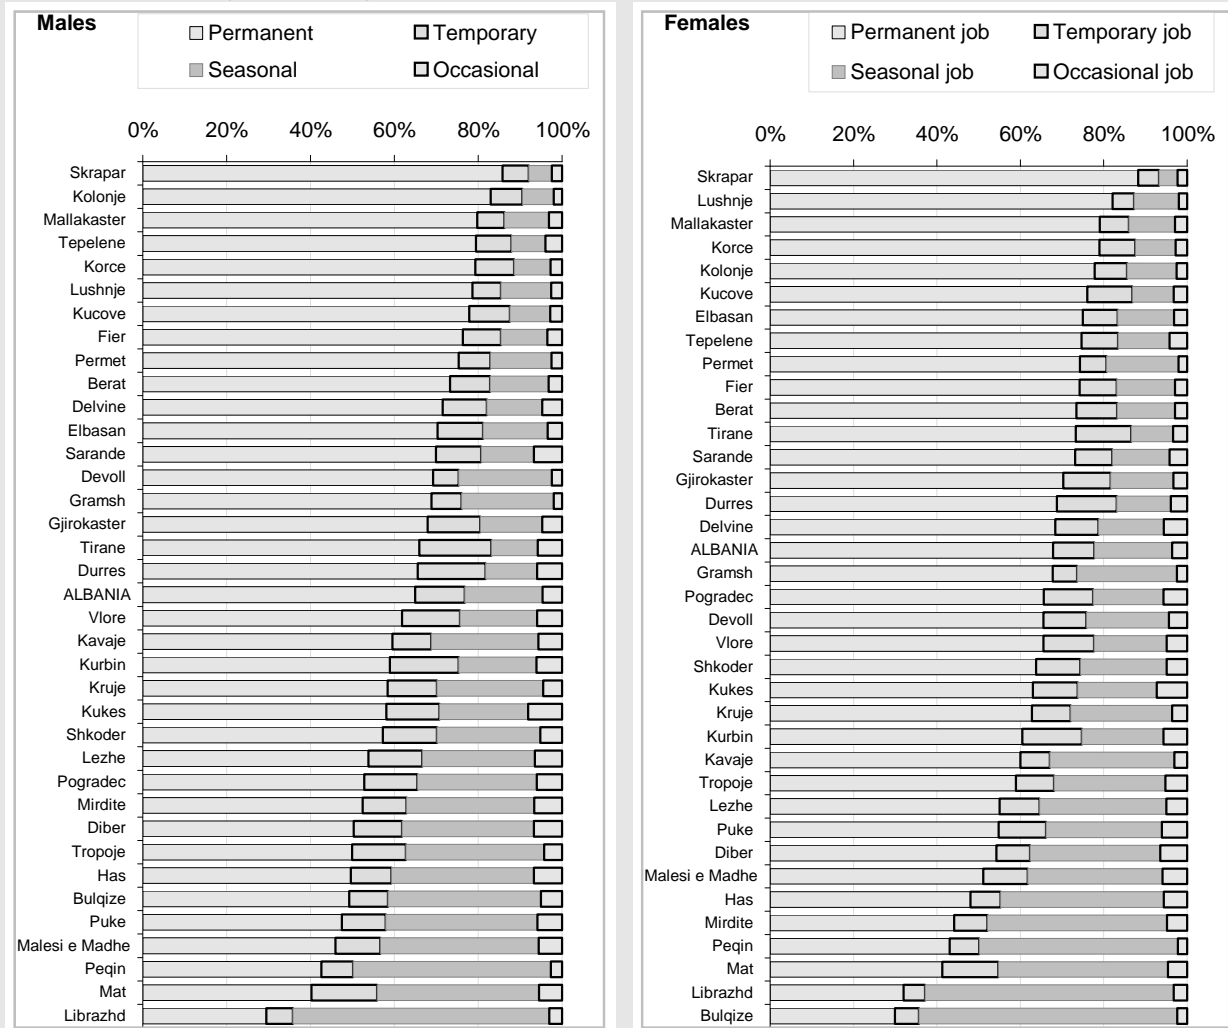 Males
Permanent
Temporary
Seasonal
Occasional
0% 20% 40% 60% 80% 100%
Skrapar
Kolonje
Mallakaster
Tepelene
Korce
Lushnje
Kucove
Fier
Permet
Berat
Delvine
Elbasan
Sarande
Devoll
Gramsh
Gjirokaster
Tirane
Durres
ALBANIA
Vlore
Kavaje
Kurbin
Kruje
Kukes
Shkoder
Lezhe
Pogradec
Mirdite
Diber
Tropoje
Has
Bulqize
Puke
Malesi e Madhe
Peqin
Mat
Librazhd
Females
Permanent job
Temporary job
Seasonal job
Occasional job
0% 20% 40% 60% 80% 100%
Skrapar
Lushnje
Mallakaster
Korce
Kolonje
Kucove
Elbasan
Tepelene
Permet
Fier
Berat
Tirane
Sarande
Gjirokaster
Durres
Delvine
ALBANIA
Gramsh
Pogradec
Devoll
Vlore
Shkoder
Kukes
Kruje
Kurbin
Kavaje
Tropoje
Lezhe
Puke
Diber
Malesi e Madhe
Has
Mirdite
Peqin
Mat
Librazhd
Bulqize